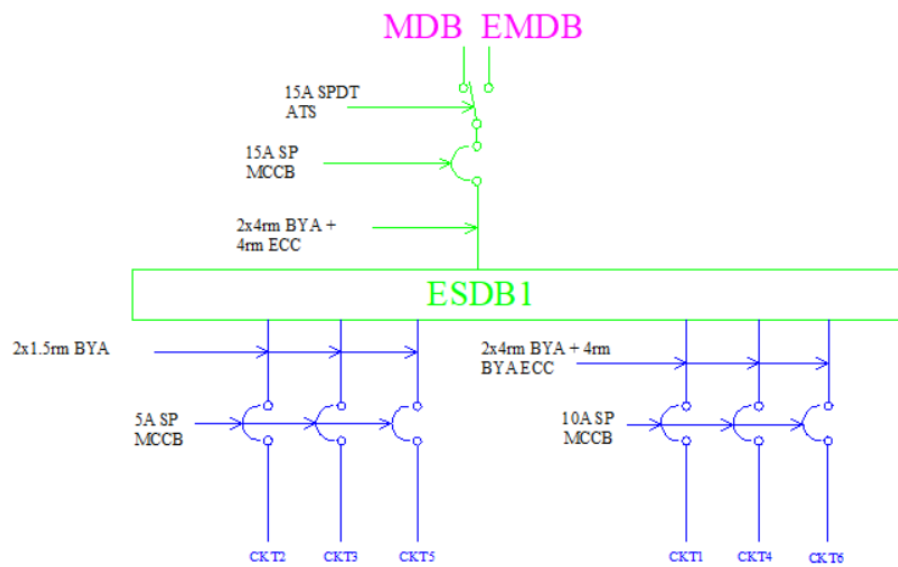 MDB EMDB
15A SPDT
ATS
15A SP
MCCB
2x4rm BYA +
4rm ECC
ESDB1
2x1.5rm BYA
2x4rm BYA + 4rm
BYA ECC
5A SP
MCCB
10A SP
MCCB
CKT2 CKT3 CKT5 CKT1 CKT4 CKT6